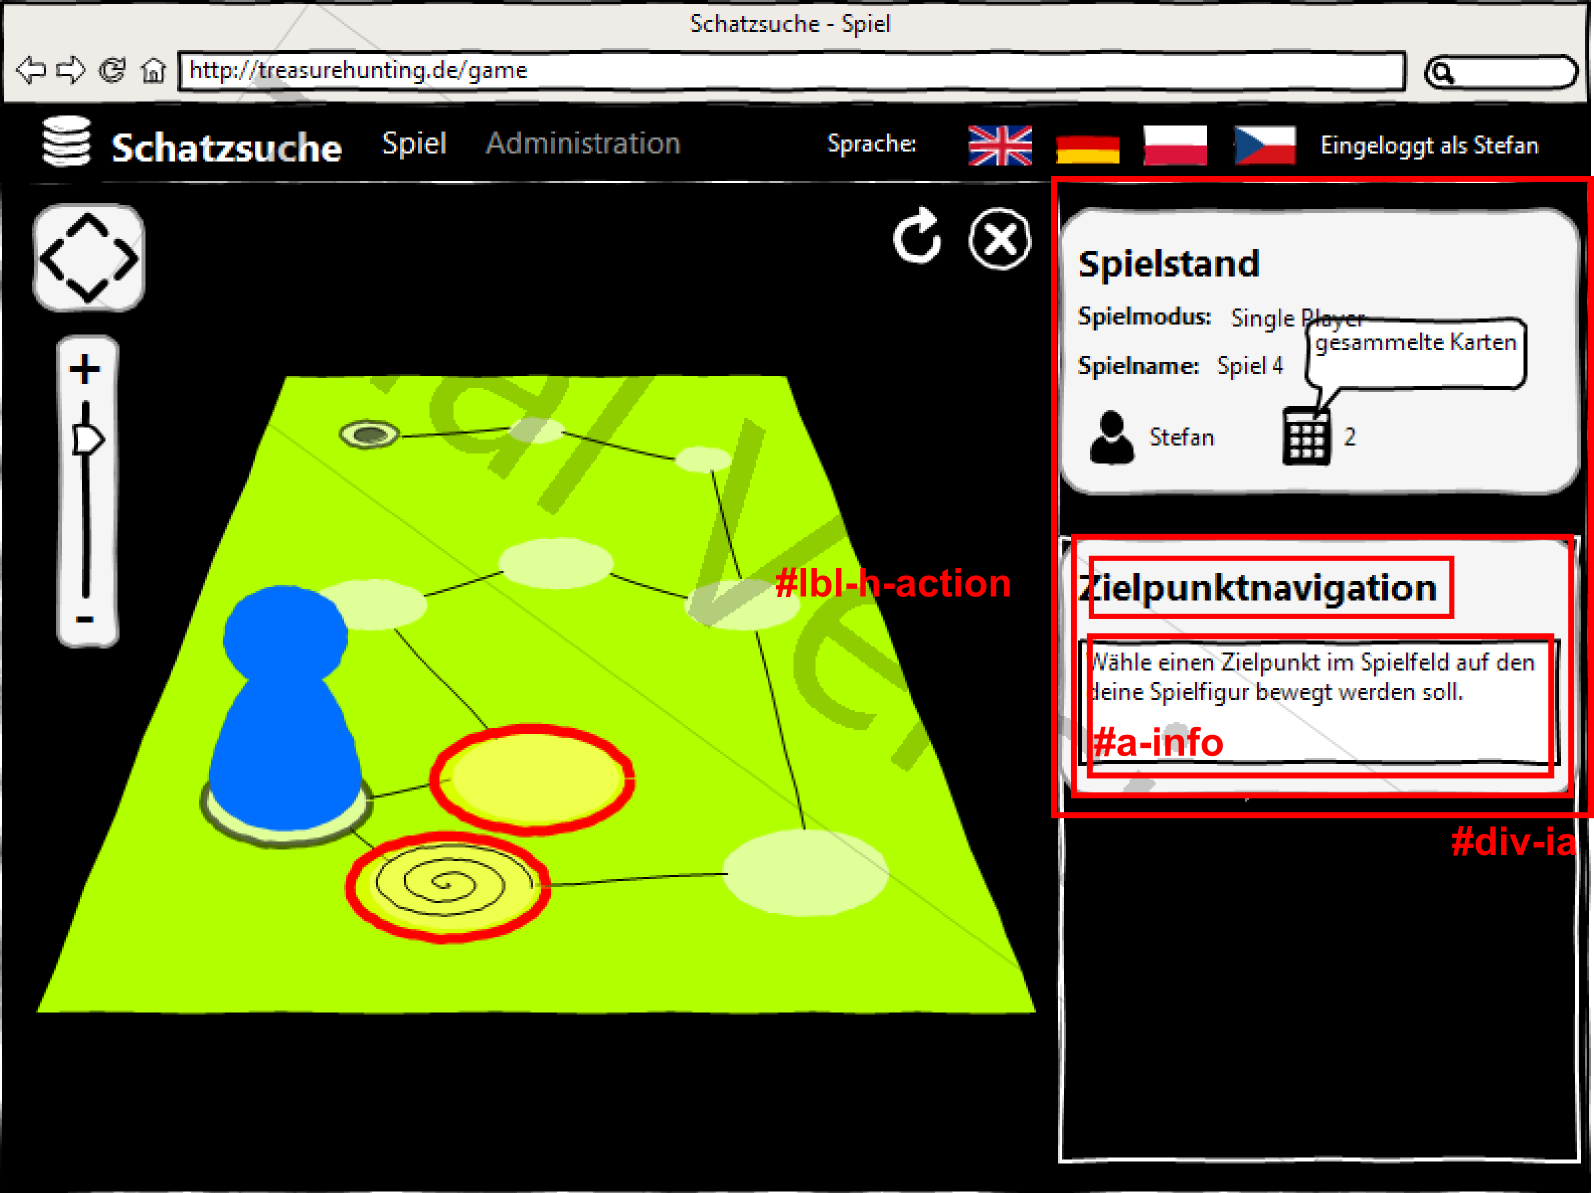 Schatzsuche - Spiel
http://treasurehunting.de/game
Schatzsuche Spiel Administration Sprache: Eingeloggt als Stefan
Spielstand
Spielmodus: Single Player
gesammelte Karten
Spielname: Spiel 4
Stefan 2
+
-
#lbl-h-action
Zielpunktnavigation
Wähle einen Zielpunkt im Spielfeld auf den
deine Spielfigur bewegt werden soll.
#a-info
#div-ia